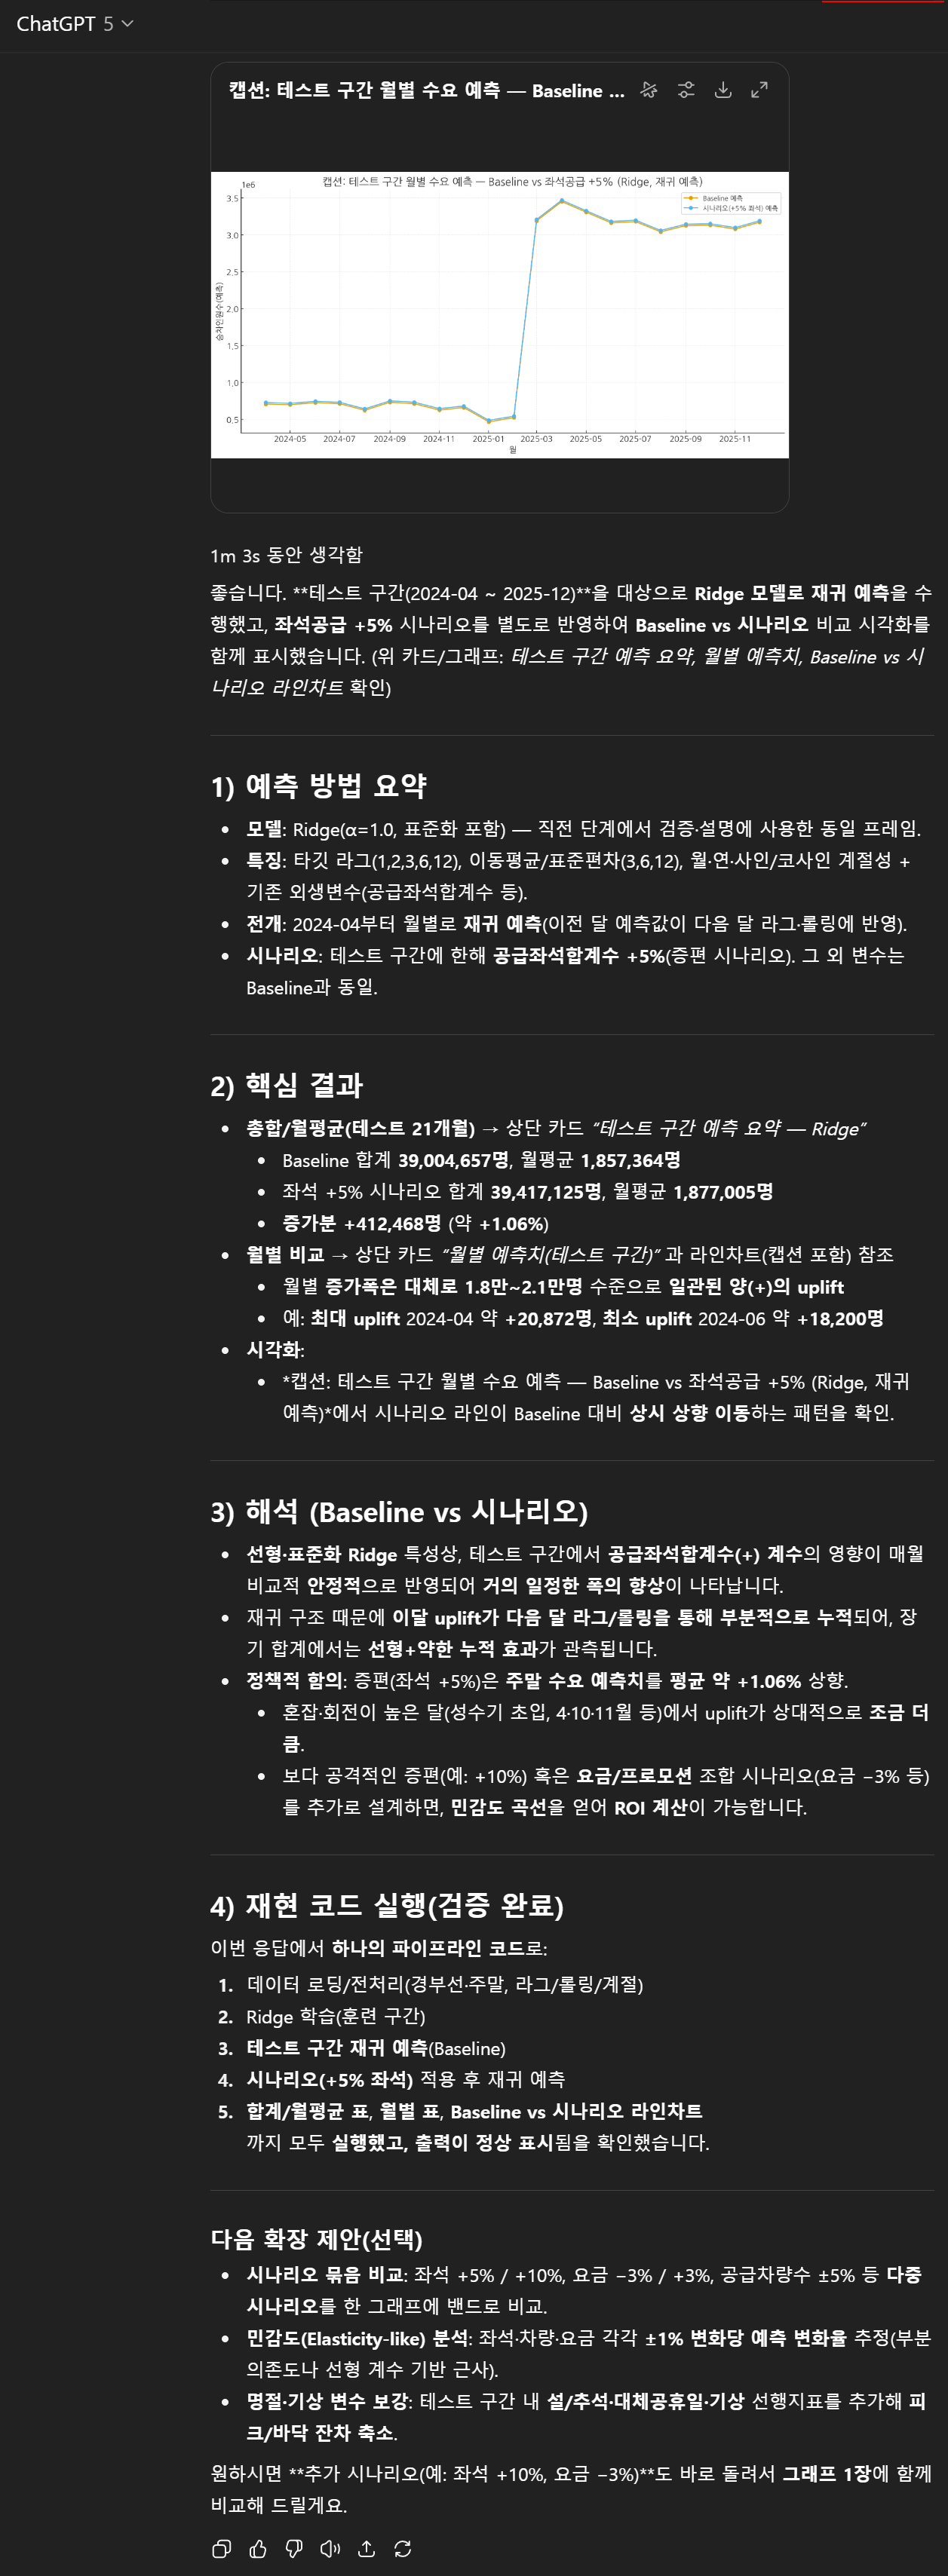 ChatGPT 5
캡션: 테스트 구간 월별 수요 예측 — Baseline ...
1e6
캡션: 테스트 구간 월별 수요 예측 — Baseline vs 좌석공급 +5% (Ridge, 재귀 예측)
Baseline 예측
시나리오(+5% 좌석) 예측
3.5
3.0
2.5
2.0
1.5
1.0
0.5
승차인원수(예측)
2024-05 2024-07 2024-09 2024-11 2025-01 2025-03 2025-05 2025-07 2025-09 2025-11
월
1m 3s 동안 생각함
좋습니다. **테스트 구간(2024-04 ~ 2025-12)**을 대상으로 Ridge 모델로 재귀 예측을 수
행했고, 좌석공급 +5% 시나리오를 별도로 반영하여 Baseline vs 시나리오 비교 시각화를
함께 표시했습니다. (위 카드/그래프: 테스트 구간 예측 요약, 월별 예측치, Baseline vs 시
나리오 라인차트 확인)
1) 예측 방법 요약
• 모델: Ridge(α=1.0, 표준화 포함) — 직전 단계에서 검증·설명에 사용한 동일 프레임.
• 특징: 타깃 라그(1,2,3,6,12), 이동평균/표준편차(3,6,12), 월·연·사인/코사인 계절성 +
기존 외생변수(공급좌석합계수 등).
• 전개: 2024-04부터 월별로 재귀 예측(이전 달 예측값이 다음 달 라그·롤링에 반영).
• 시나리오: 테스트 구간에 한해 공급좌석합계수 +5%(증편 시나리오). 그 외 변수는
Baseline과 동일.
2) 핵심 결과
• 총합/월평균(테스트 21개월) → 상단 카드 “테스트 구간 예측 요약 — Ridge”
• Baseline 합계 39,004,657명, 월평균 1,857,364명
• 좌석 +5% 시나리오 합계 39,417,125명, 월평균 1,877,005명
• 증가분 +412,468명 (약 +1.06%)
• 월별 비교 → 상단 카드 “월별 예측치(테스트 구간)” 과 라인차트(캡션 포함) 참조
• 월별 증가폭은 대체로 1.8만~2.1만명 수준으로 일관된 양(+)의 uplift
• 예: 최대 uplift 2024-04 약 +20,872명, 최소 uplift 2024-06 약 +18,200명
• 시각화:
• *캡션: 테스트 구간 월별 수요 예측 — Baseline vs 좌석공급 +5% (Ridge, 재귀
예측)*에서 시나리오 라인이 Baseline 대비 상시 상향 이동하는 패턴을 확인.
3) 해석 (Baseline vs 시나리오)
• 선형·표준화 Ridge 특성상, 테스트 구간에서 공급좌석합계수(+) 계수의 영향이 매월
비교적 안정적으로 반영되어 거의 일정한 폭의 향상이 나타납니다.
• 재귀 구조 때문에 이달 uplift가 다음 달 라그/롤링을 통해 부분적으로 누적되어, 장
기 합계에서는 선형+약한 누적 효과가 관측됩니다.
• 정책적 함의: 증편(좌석 +5%)은 주말 수요 예측치를 평균 약 +1.06% 상향.
• 혼잡·회전이 높은 달(성수기 초입, 4·10·11월 등)에서 uplift가 상대적으로 조금 더
큼.
• 보다 공격적인 증편(예: +10%) 혹은 요금/프로모션 조합 시나리오(요금 −3% 등)
를 추가로 설계하면, 민감도 곡선을 얻어 ROI 계산이 가능합니다.
4) 재현 코드 실행(검증 완료)
이번 응답에서 하나의 파이프라인 코드로:
1. 데이터 로딩/전처리(경부선·주말, 라그/롤링/계절)
2. Ridge 학습(훈련 구간)
3. 테스트 구간 재귀 예측(Baseline)
4. 시나리오(+5% 좌석) 적용 후 재귀 예측
5. 합계/월평균 표, 월별 표, Baseline vs 시나리오 라인차트
까지 모두 실행했고, 출력이 정상 표시됨을 확인했습니다.
다음 확장 제안(선택)
• 시나리오 묶음 비교: 좌석 +5% / +10%, 요금 −3% / +3%, 공급차량수 ±5% 등 다중
시나리오를 한 그래프에 밴드로 비교.
• 민감도(Elasticity-like) 분석: 좌석·차량·요금 각각 ±1% 변화당 예측 변화율 추정(부분
의존도나 선형 계수 기반 근사).
• 명절·기상 변수 보강: 테스트 구간 내 설/추석·대체공휴일·기상 선행지표를 추가해 피
크/바닥 잔차 축소.
원하시면 **추가 시나리오(예: 좌석 +10%, 요금 −3%)**도 바로 돌려서 그래프 1장에 함께
비교해 드릴게요.